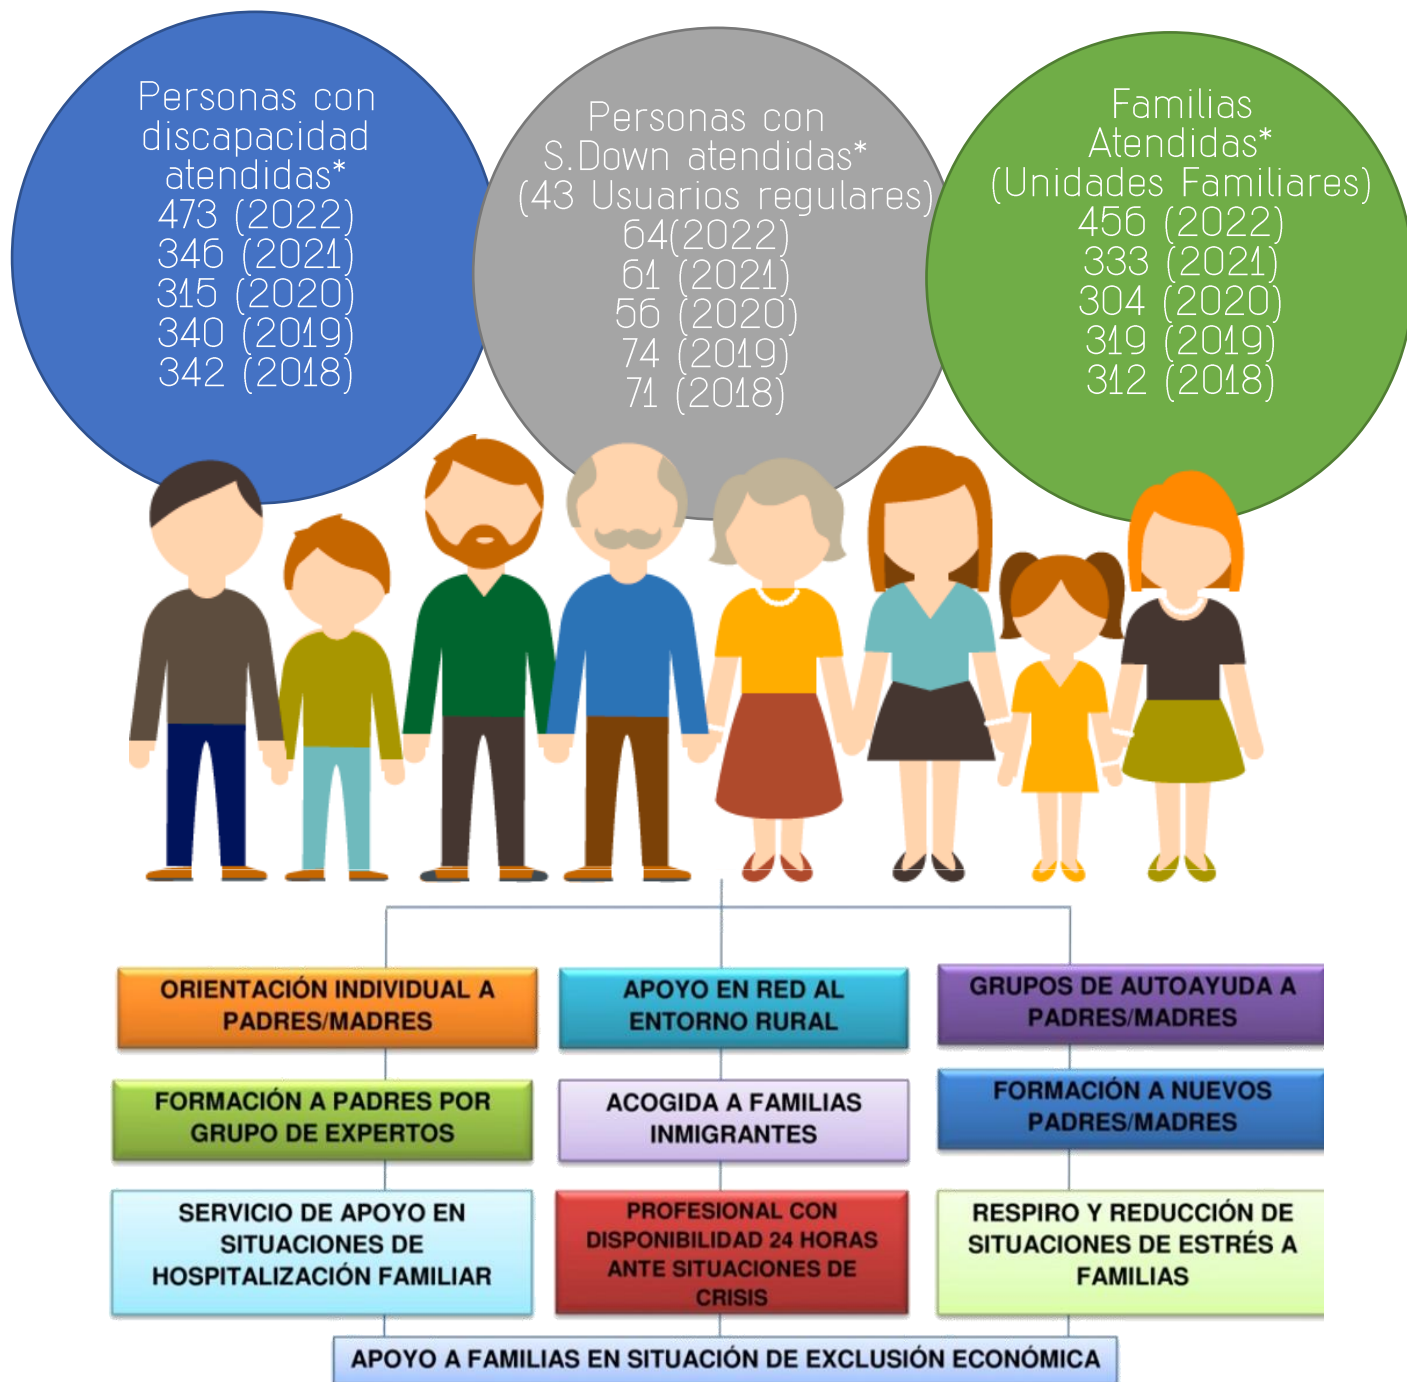 Personas con
discapacidad
atendidas*
473 (2022)
346 (2021)
315 (2020)
340 (2019)
342 (2018)
Personas con
S.Down atendidas*
(43 Usuarios regulares)
64(2022)
61 (2021)
56 (2020)
74 (2019)
71 (2018)
Familias
Atendidas*
(Unidades Familiares)
456 (2022)
333 (2021)
304 (2020)
319 (2019)
312 (2018)
ORIENTACIÓN INDIVIDUAL A
PADRES/MADRES
APOYO EN RED AL
ENTORNO RURAL
GRUPOS DE AUTOAYUDA A
PADRES/MADRES
FORMACIÓN A PADRES POR
GRUPO DE EXPERTOS
ACOGIDA A FAMILIAS
INMIGRANTES
FORMACIÓN A NUEVOS
PADRES/MADRES
SERVICIO DE APOYO EN
SITUACIONES DE
HOSPITALIZACIÓN FAMILIAR
PROFESIONAL CON
DISPONIBILIDAD 24 HORAS
ANTE SITUACIONES DE
CRISIS
RESPIRO Y REDUCCIÓN DE
SITUACIONES DE ESTRÉS A
FAMILIAS
APOYO A FAMILIAS EN SITUACIÓN DE EXCLUSIÓN ECONÓMICA